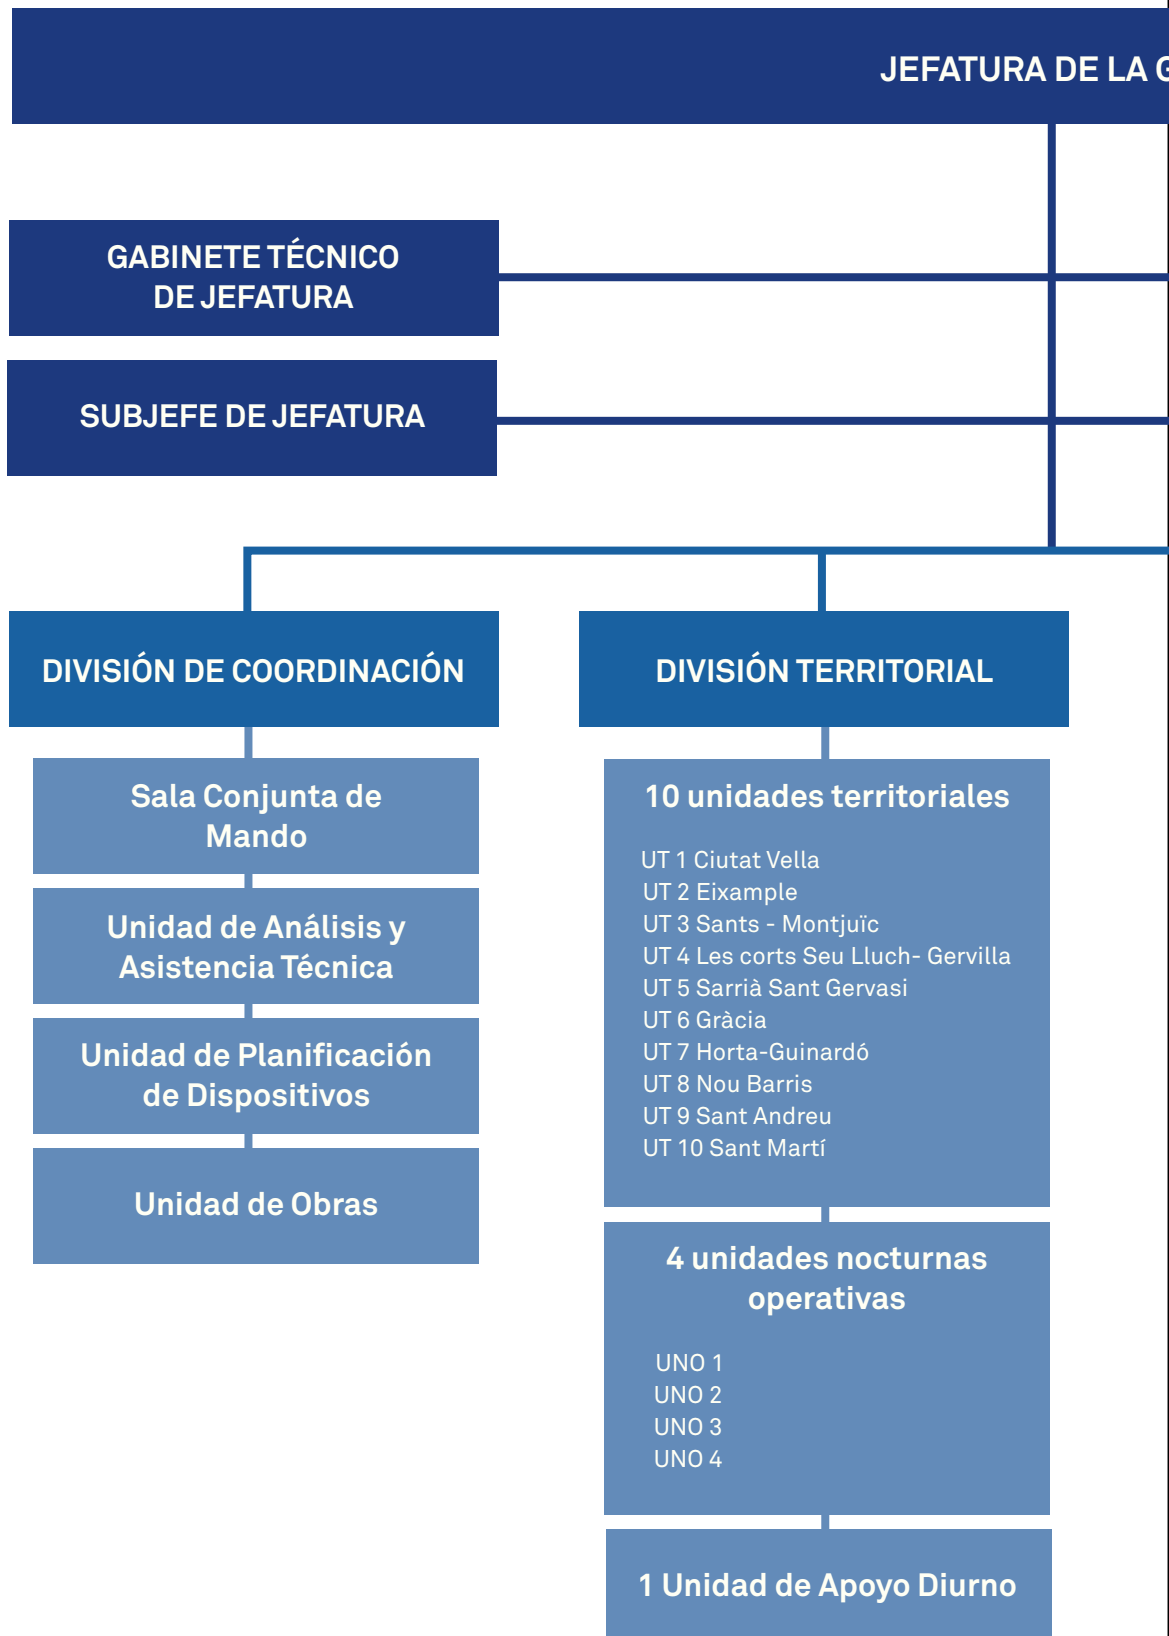 JEFATURA DE LA
GABINETE TÉCNICO
DE JEFATURA
SUBJEFE DE JEFATURA
DIVISIÓN DE COORDINACIÓN
Sala Conjunta de
Mando
Unidad de Análisis y
Asistencia Técnica
Unidad de Planificación
de Dispositivos
Unidad de Obras
DIVISIÓN TERRITORIAL
10 unidades territoriales
UT 1 Ciutat Vella
UT 2 Eixample
UT 3 Sants - Montjuïc
UT 4 Les corts Seu Lluch- Gervilla
UT 5 Sarrià Sant Gervasi
UT 6 Gràcia
UT 7 Horta-Guinardó
UT 8 Nou Barris
UT 9 Sant Andreu
UT 10 Sant Martí
4 unidades nocturnas
operativas
UNO 1
UNO 2
UNO 3
UNO 4
1 Unidad de Apoyo Diurno